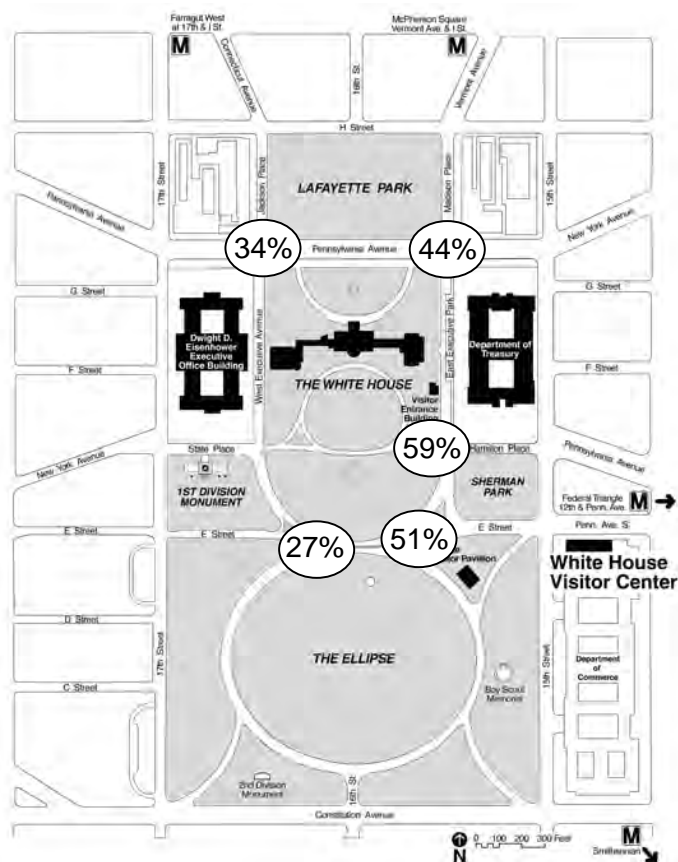 Farragut West
at 17th & I St.
M
McPherson Square
Vermont Ave. & I St.
M
Connecticut Avenue
16th St.
Vermont Avenue
H Street
17th Street
Jackson Place
LAFAYETTE PARK
Madison Place
15th Street
Pennsylvania Avenue
New York Avenue
34%
Pennsylvania Avenue
44%
G Street
G Street
Dwight D.
Eisenhower
Executive
Office Building
West Executive Avenue
East Executive Park
Department of
Treasury
F Street
F Street
THE WHITE HOUSE
Visitor
Entrance
Building
State Place
59%
Hamilton Place
New York Avenue
Pennsylvania Avenue
1ST DIVISION
MONUMENT
SHERMAN
PARK
Federal Triangle
12th & Penn. Ave.
M
E Street
E Street
27%
51%
E Street
Penn. Ave. S.
Pavilion
White House
Visitor Center
D Street
THE ELLIPSE
Department
of
Commerce
17th Street
15th Street
C Street
Boy Scout
Memorial
2nd Division
Monument
16th St
Constitution Avenue
N
0 100 200 300 Feet
M
Smithsonian